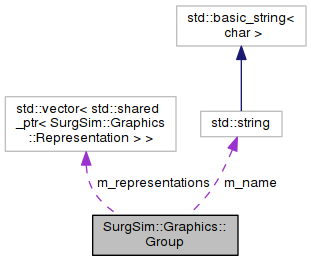 std::basic_string<
char >
std::vector< std::shared
_ptr< SurgSim::Graphics
::Representation > >
std::string
m_representations
m_name
SurgSim::Graphics::
Group